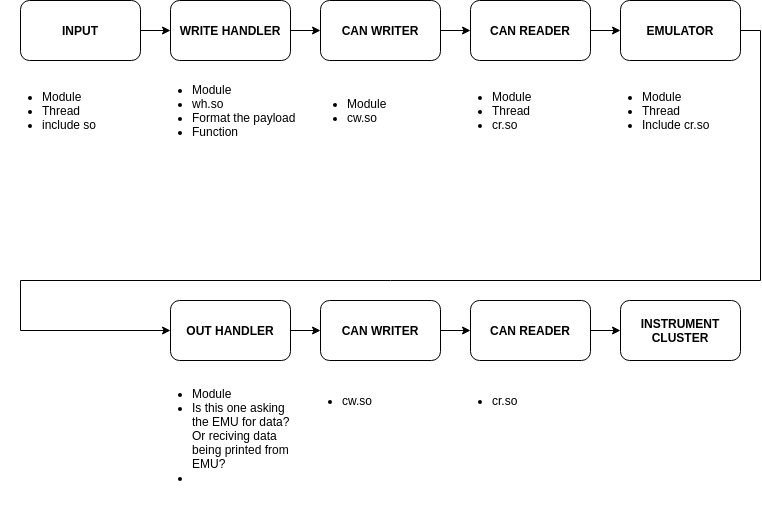 INPUT
WRITE HANDLER
CAN WRITER
CAN READER
EMULATOR
Module
Thread
include so
Module
wh.so
Format the payload
Function
Module
cw.so
Module
Thread
cr.so
Module
Thread
Include cr.so
OUT HANDLER
CAN WRITER
CAN READER
INSTRUMENT
CLUSTER
Module
Is this one asking
the EMU for data?
Or reciving data
being printed from
EMU?
cw.so
cr.so